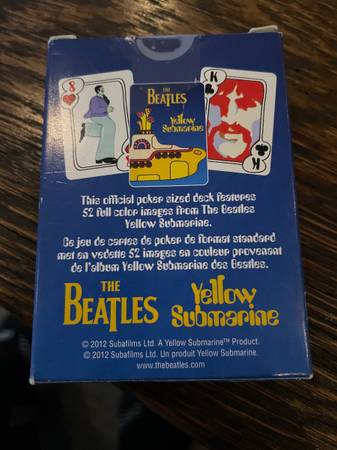 8
THE
BEATLES
Yellow
Submarine
K
K
This official poker sized deck features
52 full color images from The Beatles
Yellow Submarine.
Ce jeu de cartes de poker de format standard
met en vedette 52 images en couleur provenant
de l'album Yellow Submarine des Beatles.
THE
BEATLES
Yellow
Submarine
© 2012 Subafilms Ltd. A Yellow Submarine™ Product.
© 2012 Subafilms Ltd. Un produit Yellow Submarine.
www.thebeatles.com